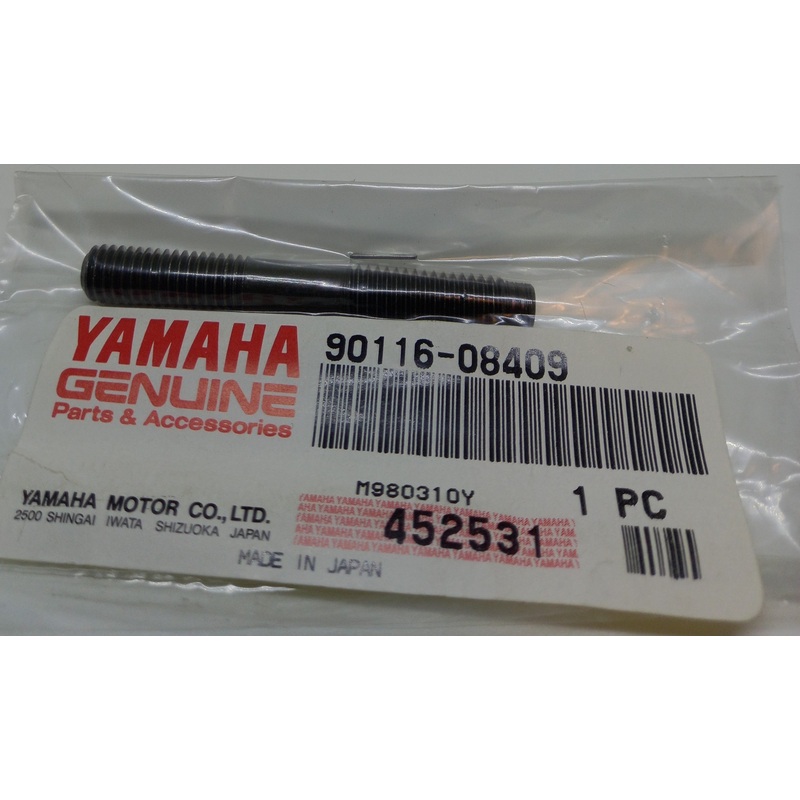 YAMAHA
GENUINE
Parts & Accessories
90116-08409
M980310Y
1 PC
YAMAHA MOTOR CO., LTD.
2500 SHINGAI IWATA SHIZUOKA JAPAN
452531
MADE IN JAPAN